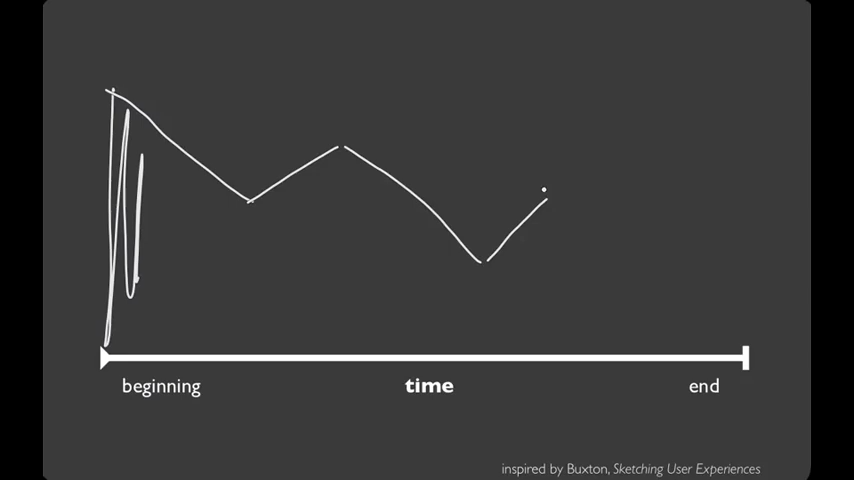 beginning time end
inspired by Buxton, Sketching User Experiences